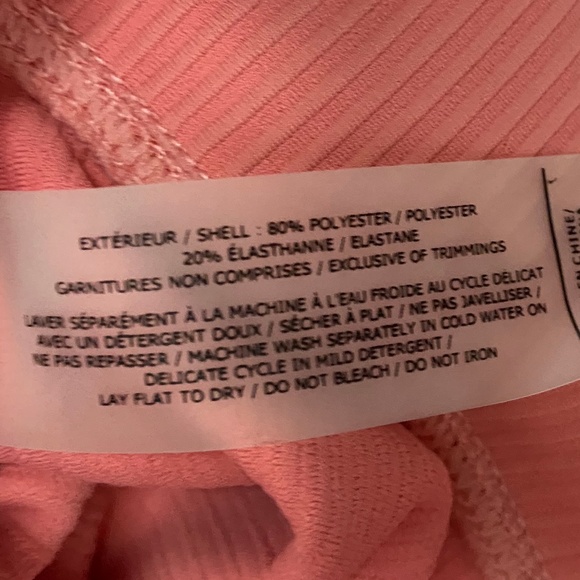 EXTÉRIEUR / SHELL : 80% POLYESTER / POLYESTER
20% ÉLASTHANNE / ELASTANE
GARNITURES NON COMPRISES / EXCLUSIVE OF TRIMMINGS
LAVER SÉPARÉMENT À LA MACHINE À L'EAU FROIDE AU CYCLE DÉLICAT
AVEC UN DÉTERGENT DOUX / SÉCHER À PLAT / NE PAS JAVELLISER /
NE PAS REPASSER / MACHINE WASH SEPARATELY IN COLD WATER ON
DELICATE CYCLE IN MILD DETERGENT /
LAY FLAT TO DRY / DO NOT BLEACH / DO NOT IRON
CHINE/